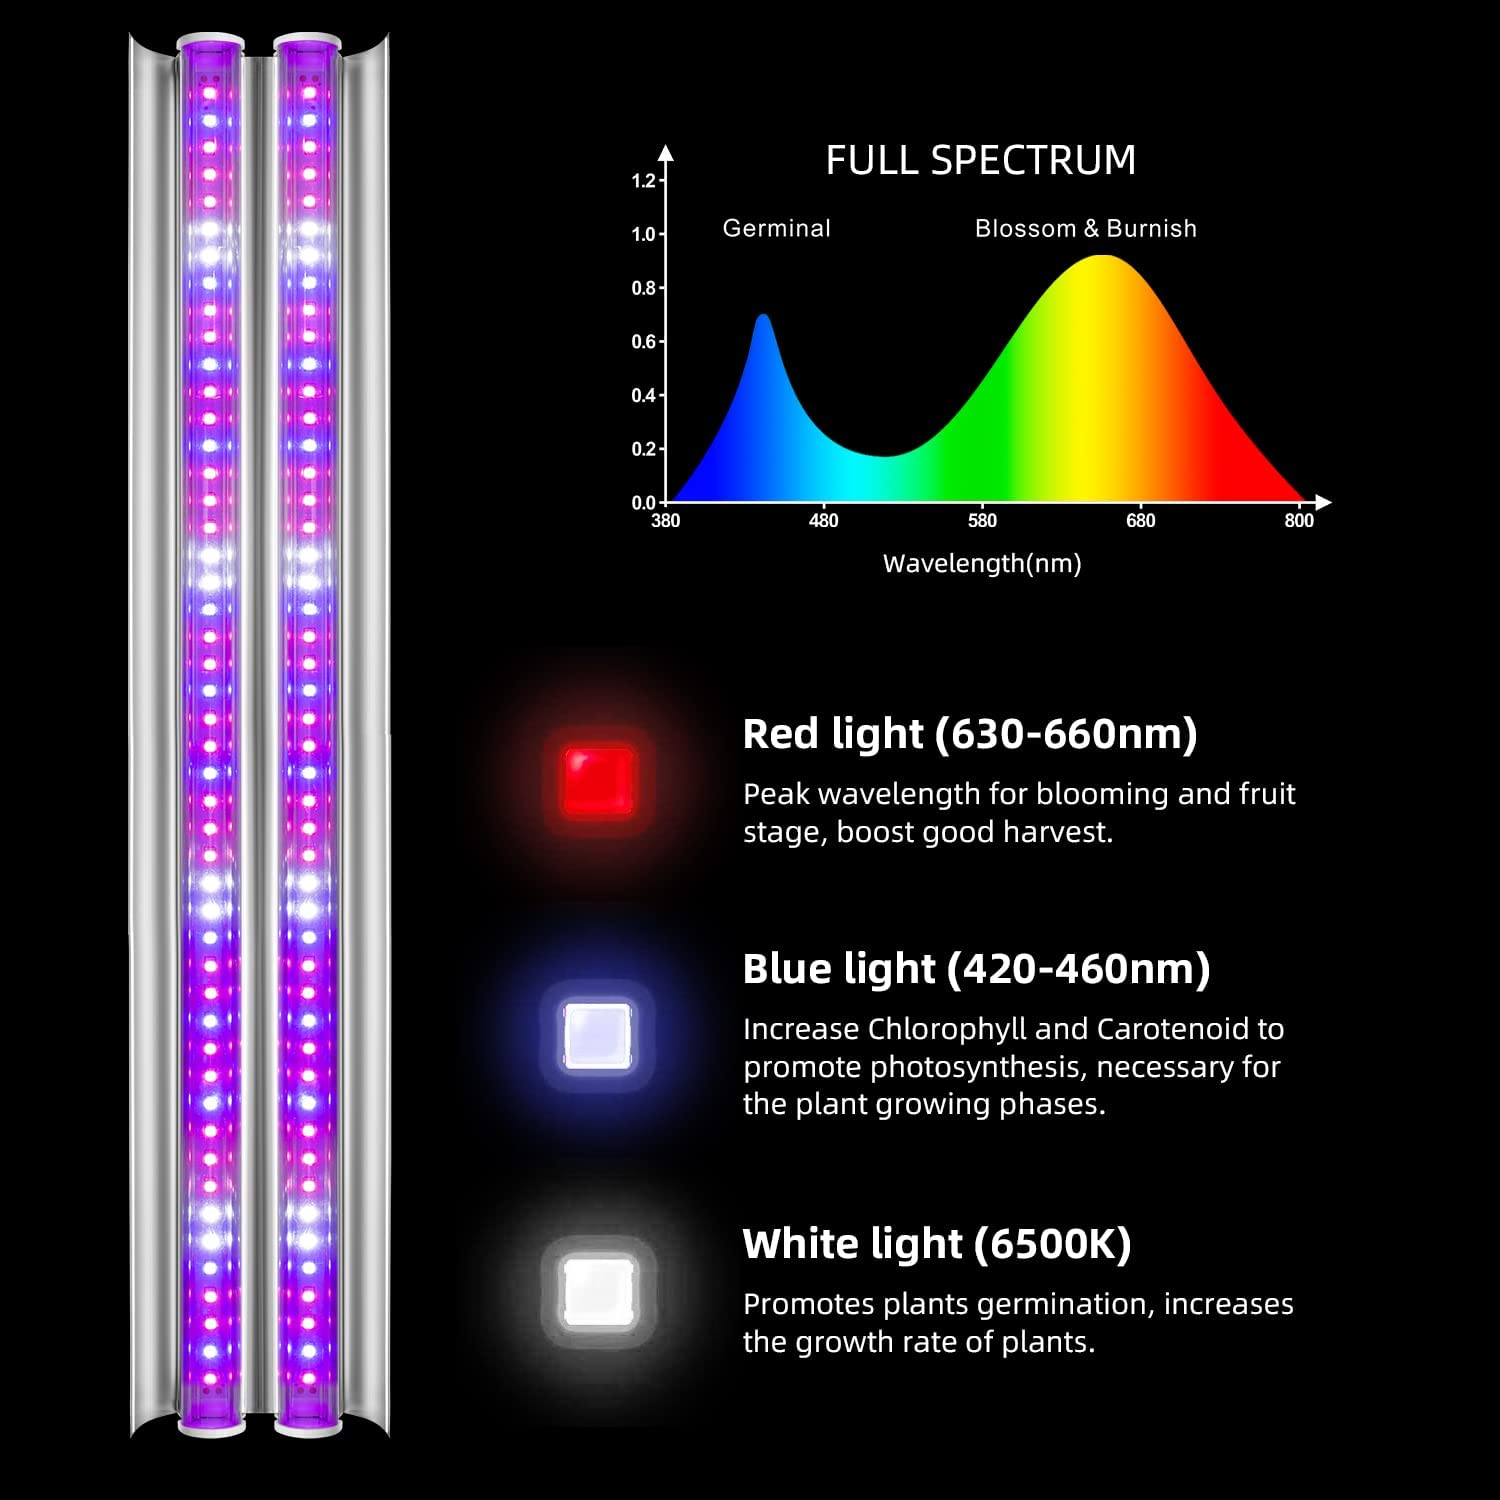 FULL SPECTRUM
Germinal
Blossom & Burnish
1.2
1.0
0.8
0.6
0.4
0.2
0.0
380
480
580
680
800
Wavelength(nm)
Red light (630-660nm)
Peak wavelength for blooming and fruit
stage, boost good harvest.
Blue light (420-460nm)
Increase Chlorophyll and Carotenoid to
promote photosynthesis, necessary for
the plant growing phases.
White light (6500K)
Promotes plants germination, increases
the growth rate of plants.